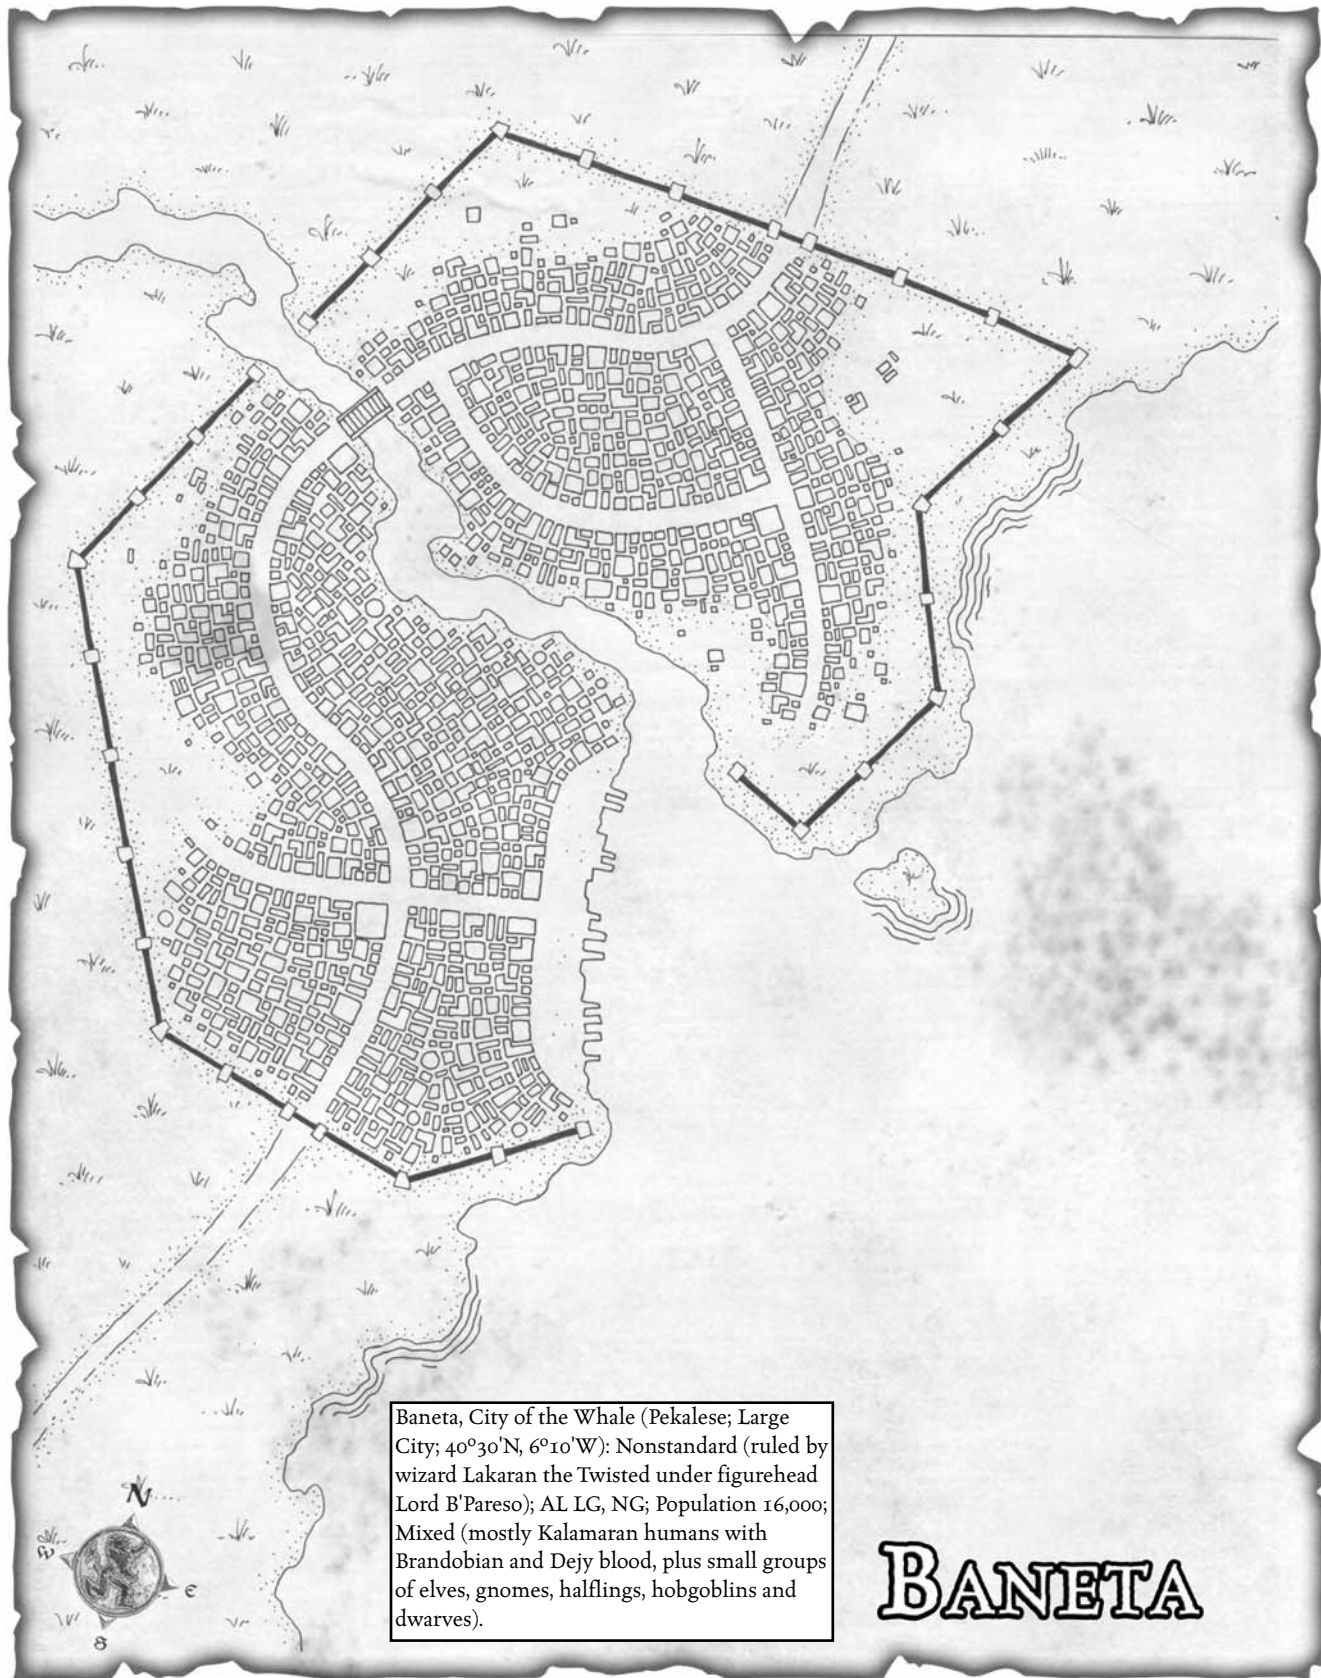 Baneta, City of the Whale (Pekalese; Large
City; 40°30'N, 6°10'W): Nonstandard (ruled by
wizard Lakaran the Twisted under figurehead
Lord B'Pareso); AL LG, NG; Population 16,000;
Mixed (mostly Kalamaran humans with
Brandobian and Dejy blood, plus small groups
of elves, gnomes, halflings, hobgoblins and
dwarves).
N
W
E
S
BANETA